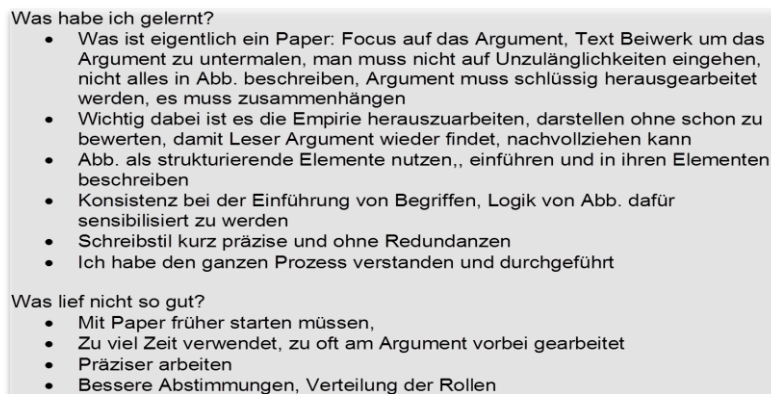 Was habe ich gelernt?
• Was ist eigentlich ein Paper: Focus auf das Argument, Text Beiwerk um das
Argument zu untermalen, man muss nicht auf Unzulänglichkeiten eingehen,
nicht alles in Abb. beschreiben, Argument muss schlüssig herausgearbeitet
werden, es muss zusammenhängen
• Wichtig dabei ist es die Empirie herauszuarbeiten, darstellen ohne schon zu
bewerten, damit Leser Argument wieder findet, nachvollziehen kann
• Abb. als strukturierende Elemente nutzen,, einführen und in ihren Elementen
beschreiben
• Konsistenz bei der Einführung von Begriffen, Logik von Abb. dafür
sensibilisiert zu werden
• Schreibstil kurz präzise und ohne Redundanzen
• Ich habe den ganzen Prozess verstanden und durchgeführt
Was lief nicht so gut?
• Mit Paper früher starten müssen,
• Zu viel Zeit verwendet, zu oft am Argument vorbei gearbeitet
• Präziser arbeiten
• Bessere Abstimmungen, Verteilung der Rollen